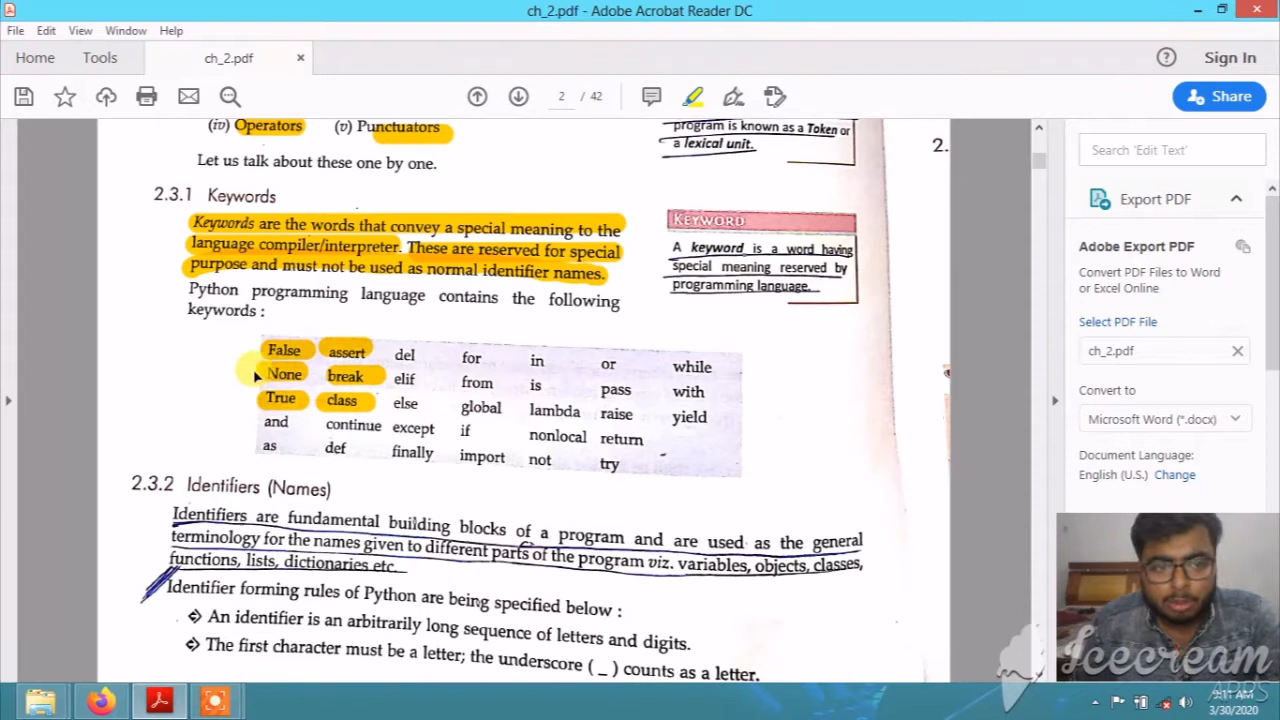 ch_2.pdf - Adobe Acrobat Reader DC
File Edit View Window Help
Home Tools ch_2.pdf × ? Sign In
2 / 42 Share
(iv) Operators (v) Punctuators
Let us talk about these one by one.
program is known as a Token or
a lexical unit.
2.
2.3.1 Keywords
Keywords are the words that convey a special meaning to the
language compiler/interpreter. These are reserved for special
purpose and must not be used as normal identifier names.
Python programming language contains the following
keywords :
KEYWORD
A keyword is a word having
special meaning reserved by
programming language.
False assert del for in or while
None break elif from is pass with
True class else global lambda raise yield
and continue except if nonlocal return
as def finally import not try
2.3.2 Identifiers (Names)
Identifiers are fundamental building blocks of a program and are used as the general
terminology for the names given to different parts of the program viz. variables, objects, classes,
functions, lists, dictionaries etc.
Identifier forming rules of Python are being specified below :
An identifier is an arbitrarily long sequence of letters and digits.
The first character must be a letter; the underscore ( _ ) counts as a letter.
Search 'Edit Text'
Export PDF
Adobe Export PDF
Convert PDF Files to Word
or Excel Online
Select PDF File
ch_2.pdf
Convert to
Microsoft Word (*.docx)
Document Language:
English (U.S.) Change
Icecream
APPS
9:11 AM
3/30/2020